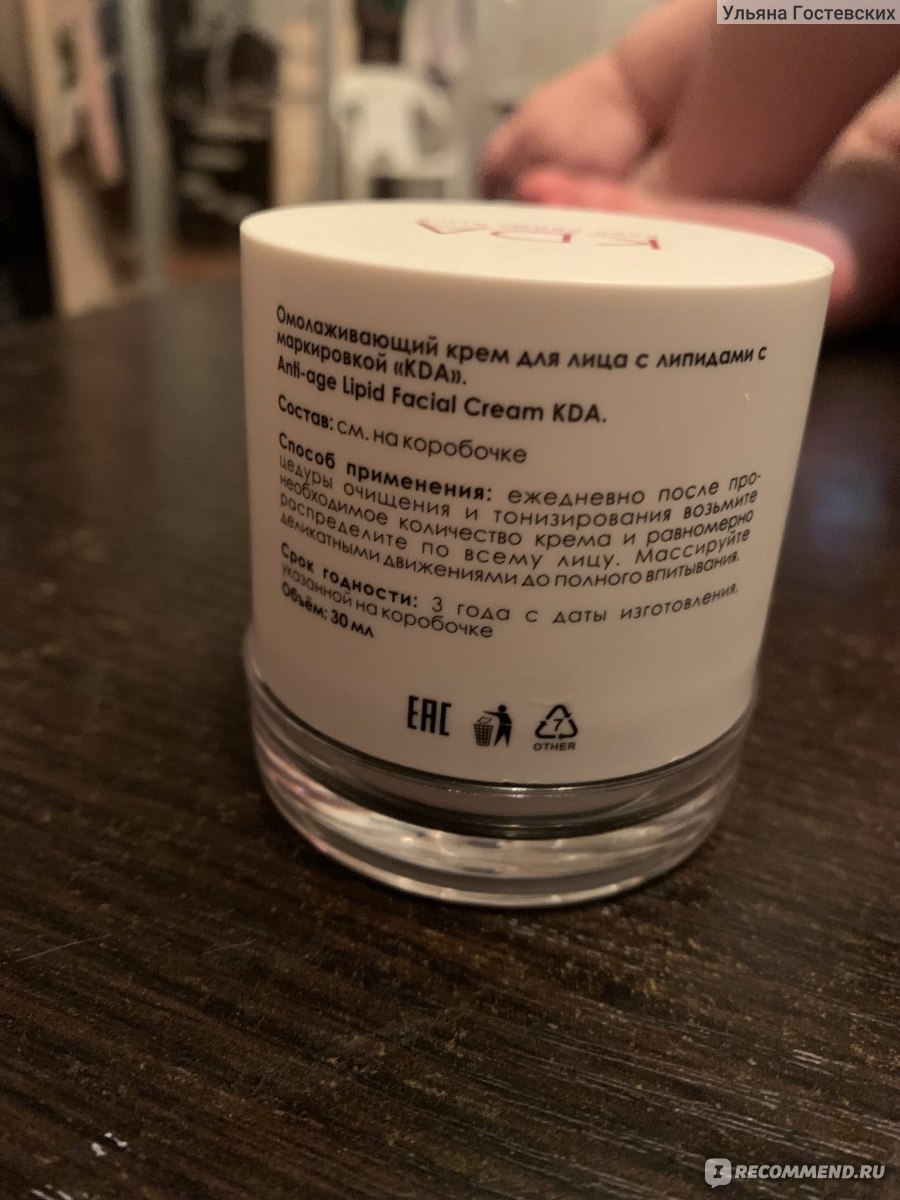 Ульяна Гостевских
KDA
Омолаживающий крем для лица с липидами с
маркировкой «KDA».
Anti-age Lipid Facial Cream KDA.
Состав: см. на коробочке
Способ применения: ежедневно после про-
цедуры очищения и тонизирования возьмите
необходимое количество крема и равномерно
распределите по всему лицу. Массируйте
деликатными движениями до полного впитывания.
Срок годности: 3 года с даты изготовления,
указанной на коробочке
Объём: 30 мл
EAC
7
OTHER
IRECOMMEND.RU